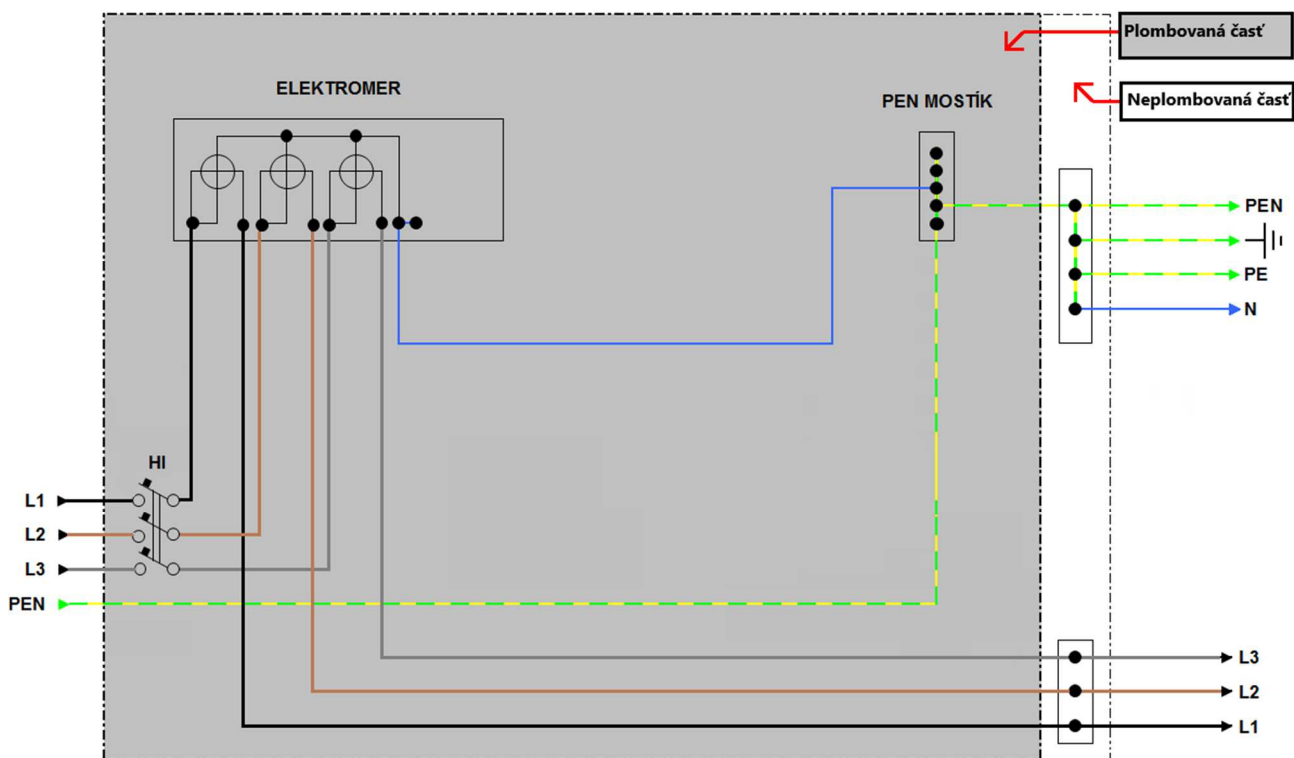 Plombovaná časť
ELEKTROMER
PEN MOSTÍK
Neplombovaná časť
PEN
PE
N
HI
L1
L2
L3
PEN
L3
L2
L1